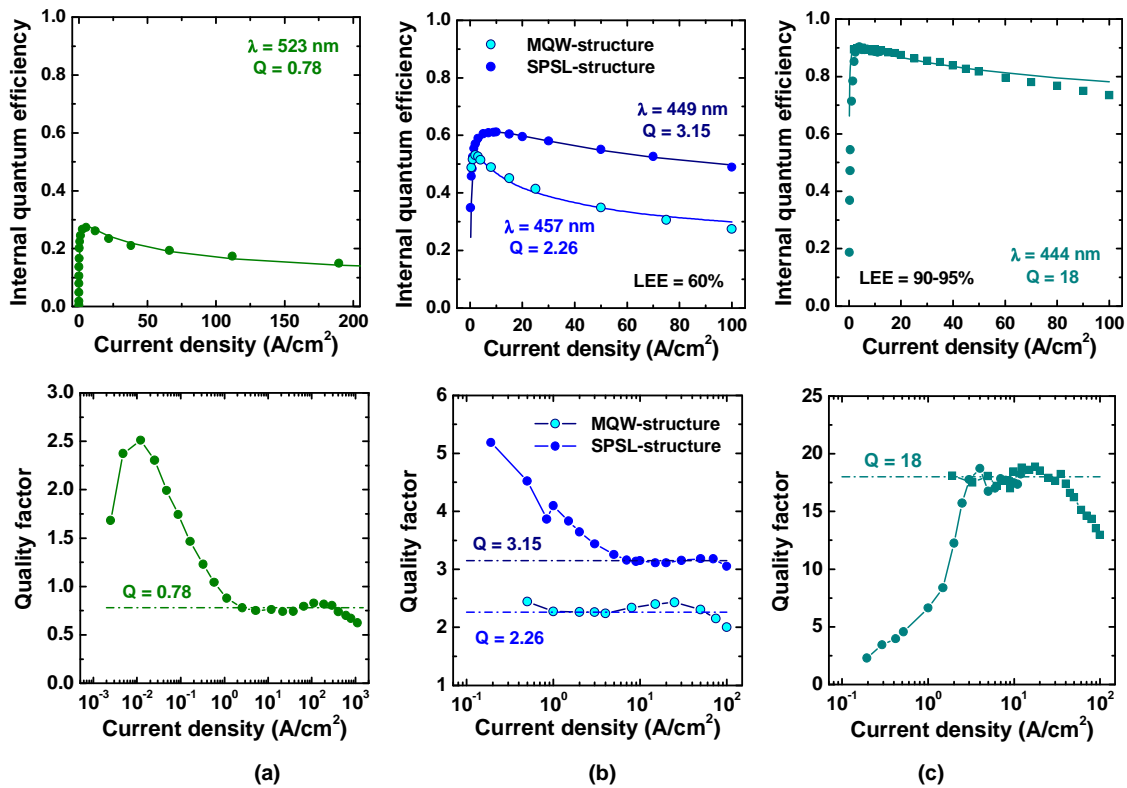 Internal quantum efficiency
1.0
0.8
0.6
0.4
0.2
0.0
λ = 523 nm
Q = 0.78
0 50 100 150 200
Current density (A/cm²)
Internal quantum efficiency
1.0
0.8
0.6
0.4
0.2
0.0
MQW-structure
SPSL-structure
λ = 449 nm
Q = 3.15
λ = 457 nm
Q = 2.26
LEE = 60%
0 20 40 60 80 100
Current density (A/cm²)
Internal quantum efficiency
1.0
0.8
0.6
0.4
0.2
0.0
λ = 444 nm
LEE = 90-95%
Q = 18
0 20 40 60 80 100
Current density (A/cm²)
Quality factor
3.0
2.5
2.0
1.5
1.0
0.5
0.0
Q = 0.78
10⁻³ 10⁻² 10⁻¹ 10⁰ 10¹ 10² 10³
Current density (A/cm²)
(a)
Quality factor
6
5
4
3
2
1
MQW-structure
SPSL-structure
Q = 3.15
Q = 2.26
10⁻¹ 10⁰ 10¹ 10²
Current density (A/cm²)
(b)
Quality factor
25
20
15
10
5
0
Q = 18
10⁻¹ 10⁰ 10¹ 10²
Current density (A/cm²)
(c)